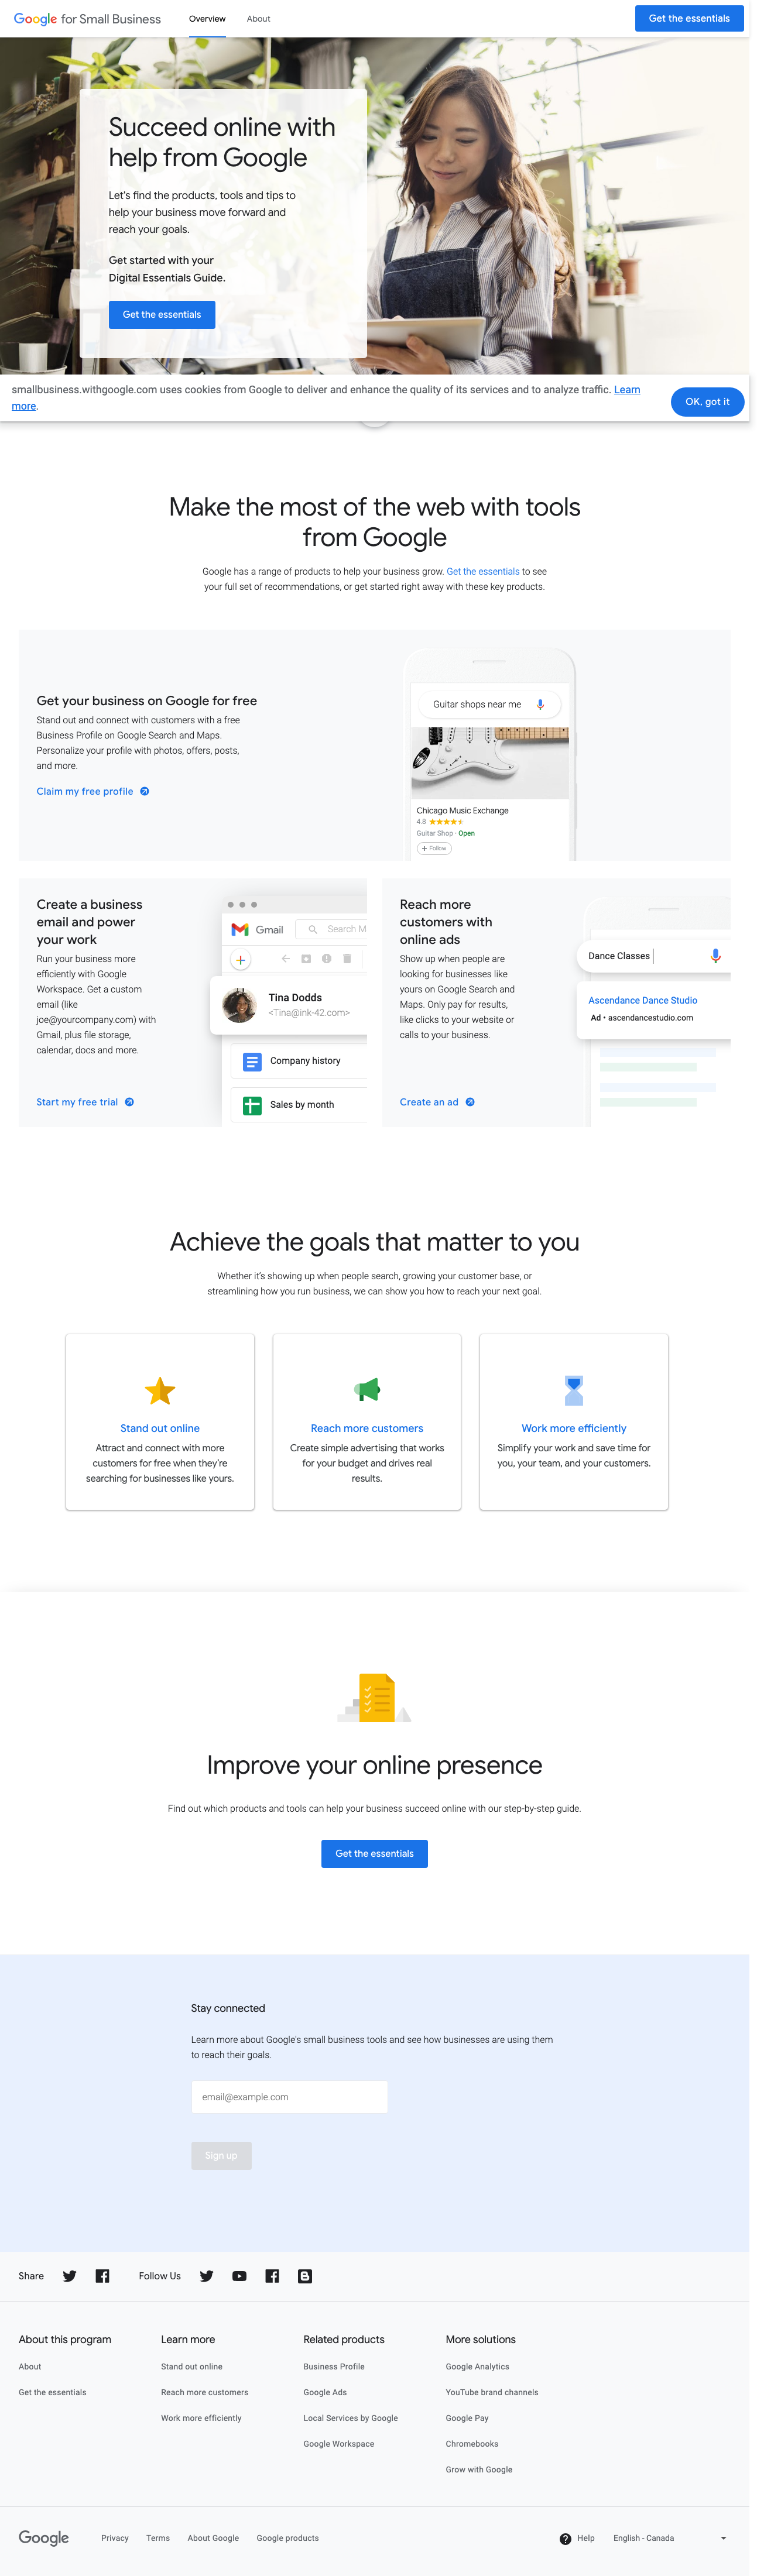 Google for Small Business
Overview
About
Get the essentials
Succeed online with
help from Google
Let's find the products, tools and tips to
help your business move forward and
reach your goals.
Get started with your
Digital Essentials Guide.
Get the essentials
smallbusiness.withgoogle.com uses cookies from Google to deliver and enhance the quality of its services and to analyze traffic. Learn
more.
OK, got it
Make the most of the web with tools
from Google
Google has a range of products to help your business grow. Get the essentials to see
your full set of recommendations, or get started right away with these key products.
Get your business on Google for free
Stand out and connect with customers with a free
Business Profile on Google Search and Maps.
Personalize your profile with photos, offers, posts,
and more.
Claim my free profile
Guitar shops near me
Chicago Music Exchange
4.8
Guitar Shop • Open
+ Follow
Create a business
email and power
your work
Run your business more
efficiently with Google
Workspace. Get a custom
email (like
joe@yourcompany.com) with
Gmail, plus file storage,
calendar, docs and more.
Start my free trial
Gmail
Search M
Tina Dodds
<Tina@ink-42.com>
Company history
Sales by month
Reach more
customers with
online ads
Show up when people are
looking for businesses like
yours on Google Search and
Maps. Only pay for results,
like clicks to your website or
calls to your business.
Create an ad
Dance Classes
Ascendance Dance Studio
Ad • ascendancestudio.com
Achieve the goals that matter to you
Whether it's showing up when people search, growing your customer base, or
streamlining how you run business, we can show you how to reach your next goal.
Stand out online
Attract and connect with more
customers for free when they're
searching for businesses like yours.
Reach more customers
Create simple advertising that works
for your budget and drives real
results.
Work more efficiently
Simplify your work and save time for
you, your team, and your customers.
Improve your online presence
Find out which products and tools can help your business succeed online with our step-by-step guide.
Get the essentials
Stay connected
Learn more about Google's small business tools and see how businesses are using them
to reach their goals.
email@example.com
Sign up
Share
Follow Us
About this program
About
Get the essentials
Learn more
Stand out online
Reach more customers
Work more efficiently
Related products
Business Profile
Google Ads
Local Services by Google
Google Workspace
More solutions
Google Analytics
YouTube brand channels
Google Pay
Chromebooks
Grow with Google
Google
Privacy
Terms
About Google
Google products
Help
English - Canada